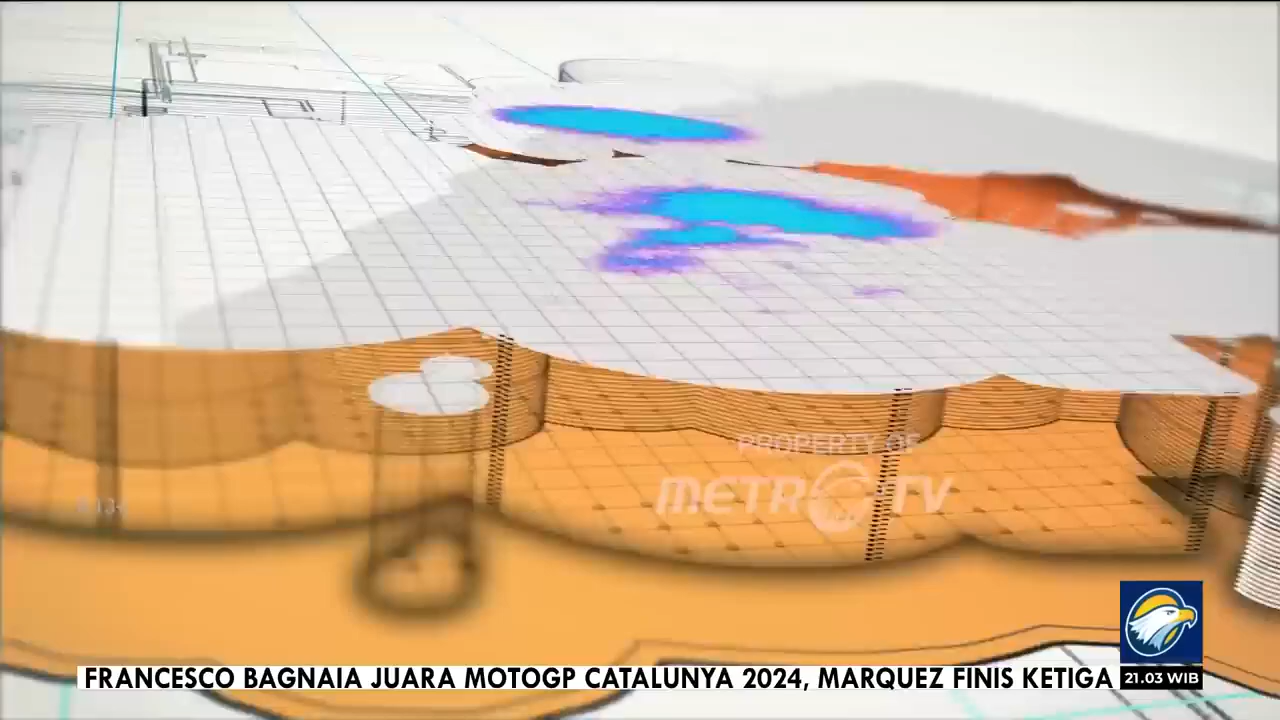 PROPERTY OF
METRO TV
FRANCESCO BAGNAIA JUARA MOTOGP CATALUNYA 2024, MARQUEZ FINIS KETIGA
21.03 WIB